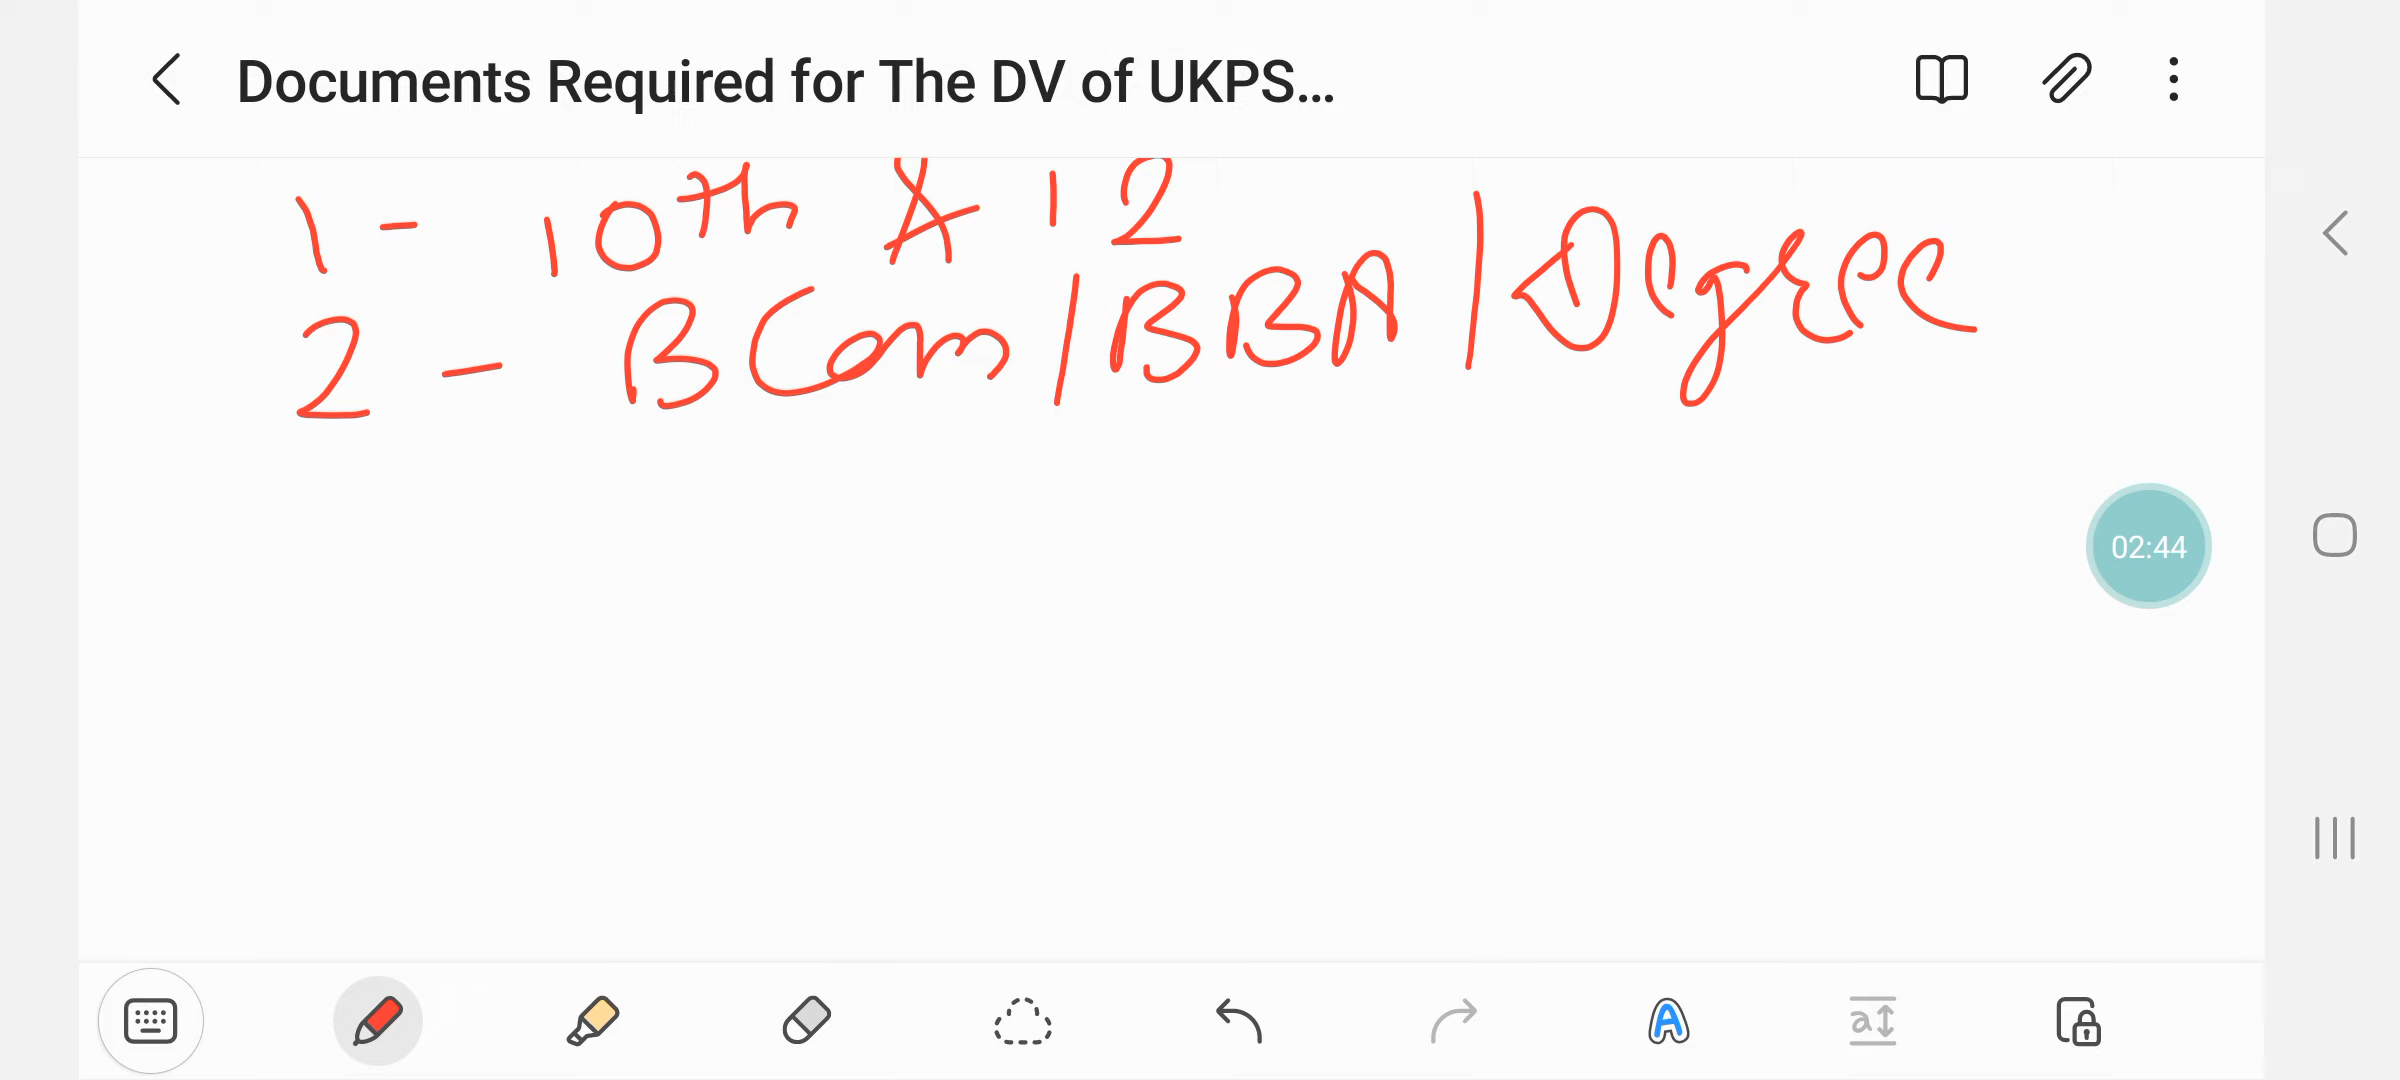 Documents Required for The DV of UKPS...
1 - 10th & 12
2 - BCom / BBA / Degree
02:44
A
a